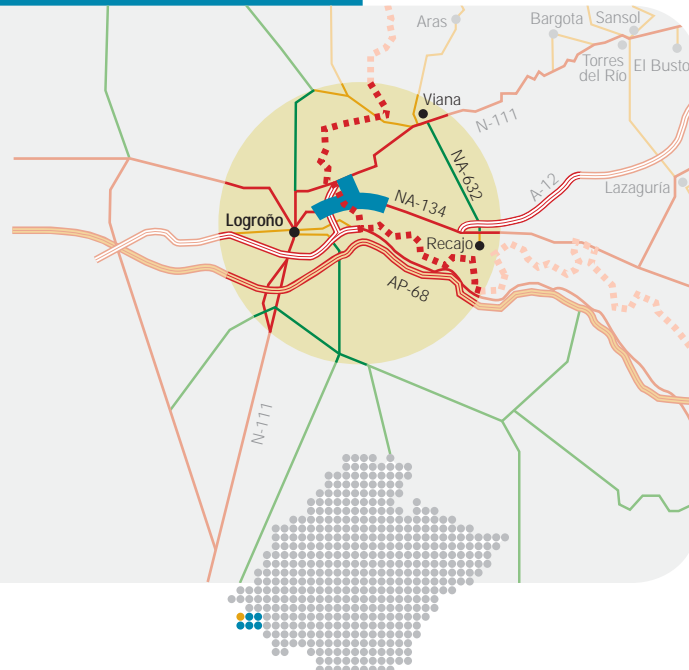 Aras
Bargota
Sansol
Torres
del Río
El Busto
Viana
N-111
NA-632
A-12
Lazaguría
NA-134
Logroño
Recajo
AP-68
N-111